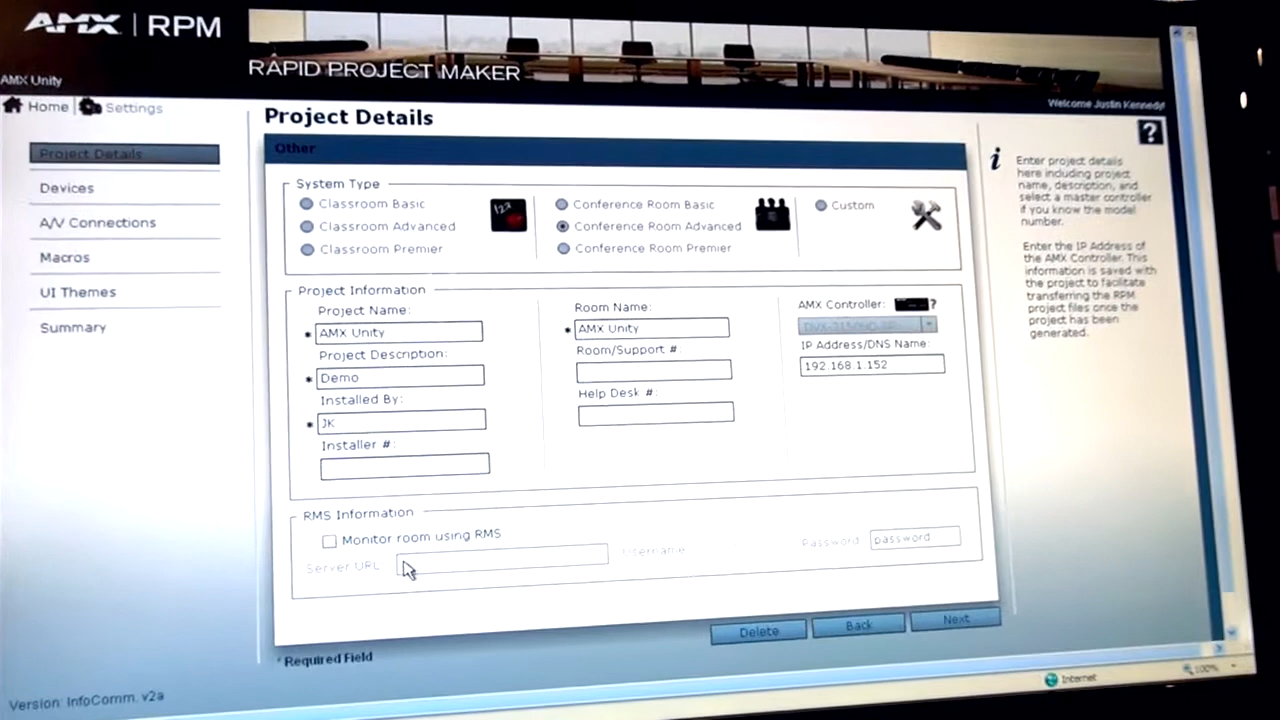 AMX | RPM
RAPID PROJECT MAKER
AMX Unity
Welcome Justin Kennedy!
Home | Settings
Project Details
Devices
A/V Connections
Macros
UI Themes
Summary
Project Details
Other
System Type
Classroom Basic
Classroom Advanced
Classroom Premier
123
Conference Room Basic
Conference Room Advanced
Conference Room Premier
Custom
Project Information
Project Name:
* AMX Unity
Project Description:
* Demo
Installed By:
* JK
Installer #:
Room Name:
* AMX Unity
Room/Support #:
Help Desk #:
AMX Controller: ?
IP Address/DNS Name:
192.168.1.152
RMS Information
Monitor room using RMS
Server URL
Username
Password
password
Delete
Back
Next
* Required Field
?
i
Enter project details
here including project
name, description, and
select a master controller
if you know the model
number.
Enter the IP Address of
the AMX Controller. This
information is saved with
the project to facilitate
transferring the RPM
project files once the
project has been
generated.
Version: InfoComm. v2a
Internet
100%